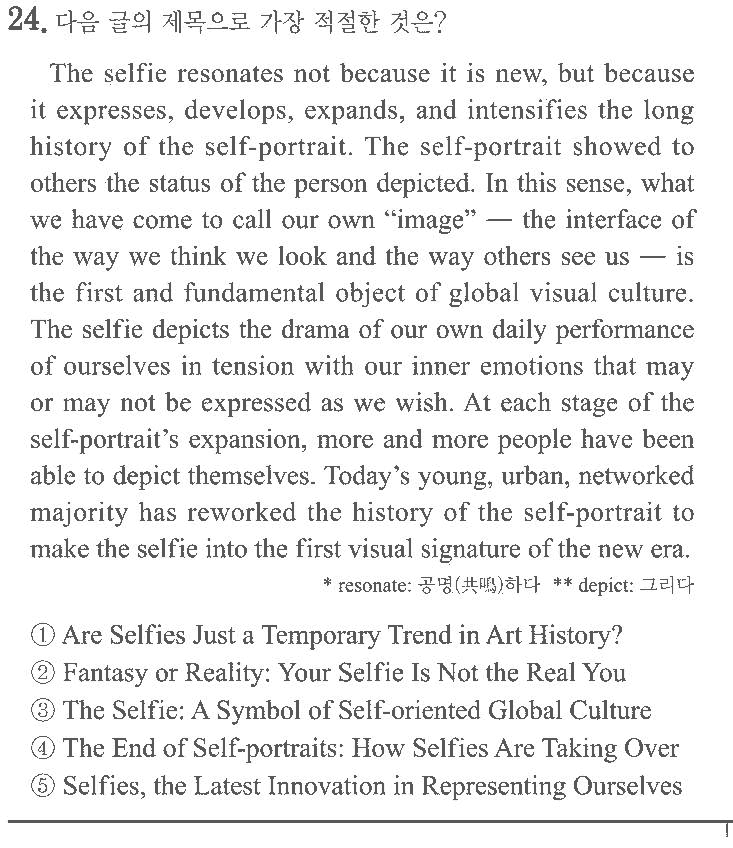 24. 다음 글의 제목으로 가장 적절한 것은?
The selfie resonates not because it is new, but because
it expresses, develops, expands, and intensifies the long
history of the self-portrait. The self-portrait showed to
others the status of the person depicted. In this sense, what
we have come to call our own “image” — the interface of
the way we think we look and the way others see us — is
the first and fundamental object of global visual culture.
The selfie depicts the drama of our own daily performance
of ourselves in tension with our inner emotions that may
or may not be expressed as we wish. At each stage of the
self-portrait’s expansion, more and more people have been
able to depict themselves. Today’s young, urban, networked
majority has reworked the history of the self-portrait to
make the selfie into the first visual signature of the new era.
* resonate: 공명(共鳴)하다 ** depict: 그리다
① Are Selfies Just a Temporary Trend in Art History?
② Fantasy or Reality: Your Selfie Is Not the Real You
③ The Selfie: A Symbol of Self-oriented Global Culture
④ The End of Self-portraits: How Selfies Are Taking Over
⑤ Selfies, the Latest Innovation in Representing Ourselves